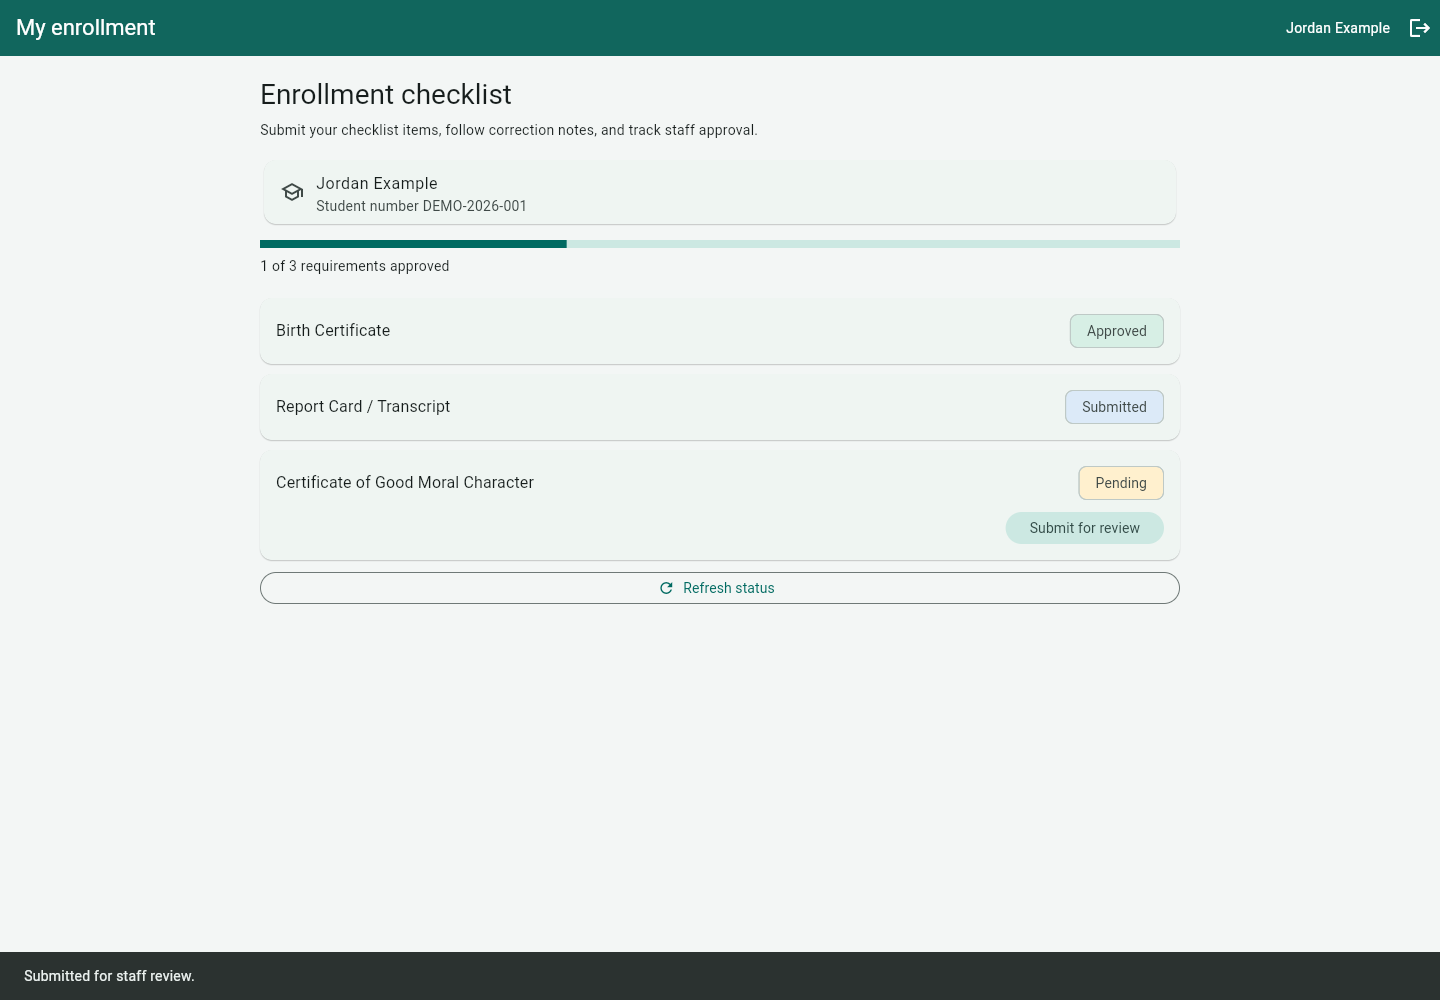 My enrollment
Jordan Example
Enrollment checklist
Submit your checklist items, follow correction notes, and track staff approval.
Jordan Example
Student number DEMO-2026-001
1 of 3 requirements approved
Birth Certificate
Approved
Report Card / Transcript
Submitted
Certificate of Good Moral Character
Pending
Submit for review
Refresh status
Submitted for staff review.